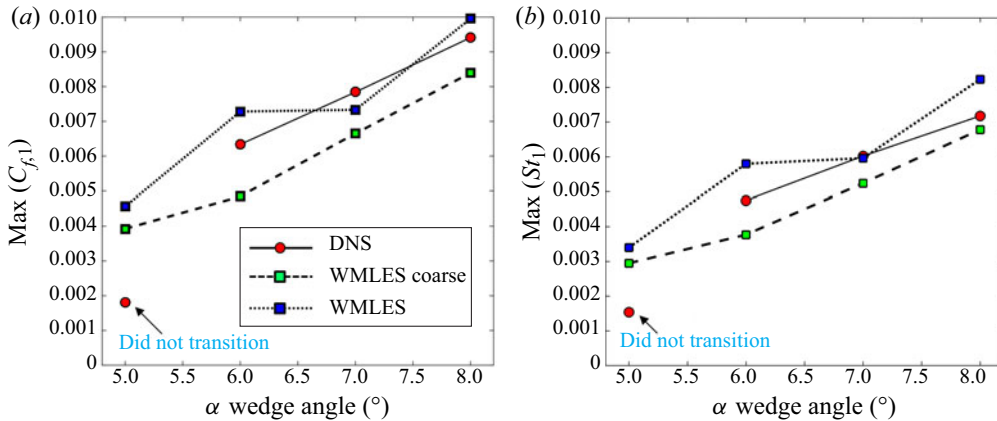 (a)
0.010
0.009
0.008
0.007
0.006
0.005
0.004
0.003
0.002
0.001
0
Max (C_f,1)
DNS
WMLES coarse
WMLES
Did not transition
5.0 5.5 6.0 6.5 7.0 7.5 8.0
α wedge angle (°)
(b)
0.010
0.009
0.008
0.007
0.006
0.005
0.004
0.003
0.002
0.001
0
Max (St_1)
Did not transition
5.0 5.5 6.0 6.5 7.0 7.5 8.0
α wedge angle (°)